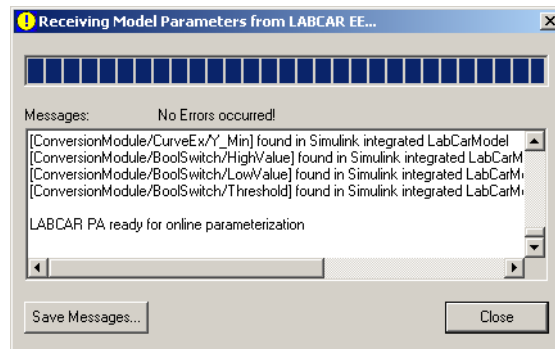 Receiving Model Parameters from LABCAR EE...
Messages: No Errors occurred!
[ConversionModule/CurveEx/Y_Min] found in Simulink integrated LabCarModel
[ConversionModule/BoolSwitch/HighValue] found in Simulink integrated LabCarM
[ConversionModule/BoolSwitch/LowValue] found in Simulink integrated LabCarM
[ConversionModule/BoolSwitch/Threshold] found in Simulink integrated LabCarM
LABCAR PA ready for online parameterization
Save Messages...
Close